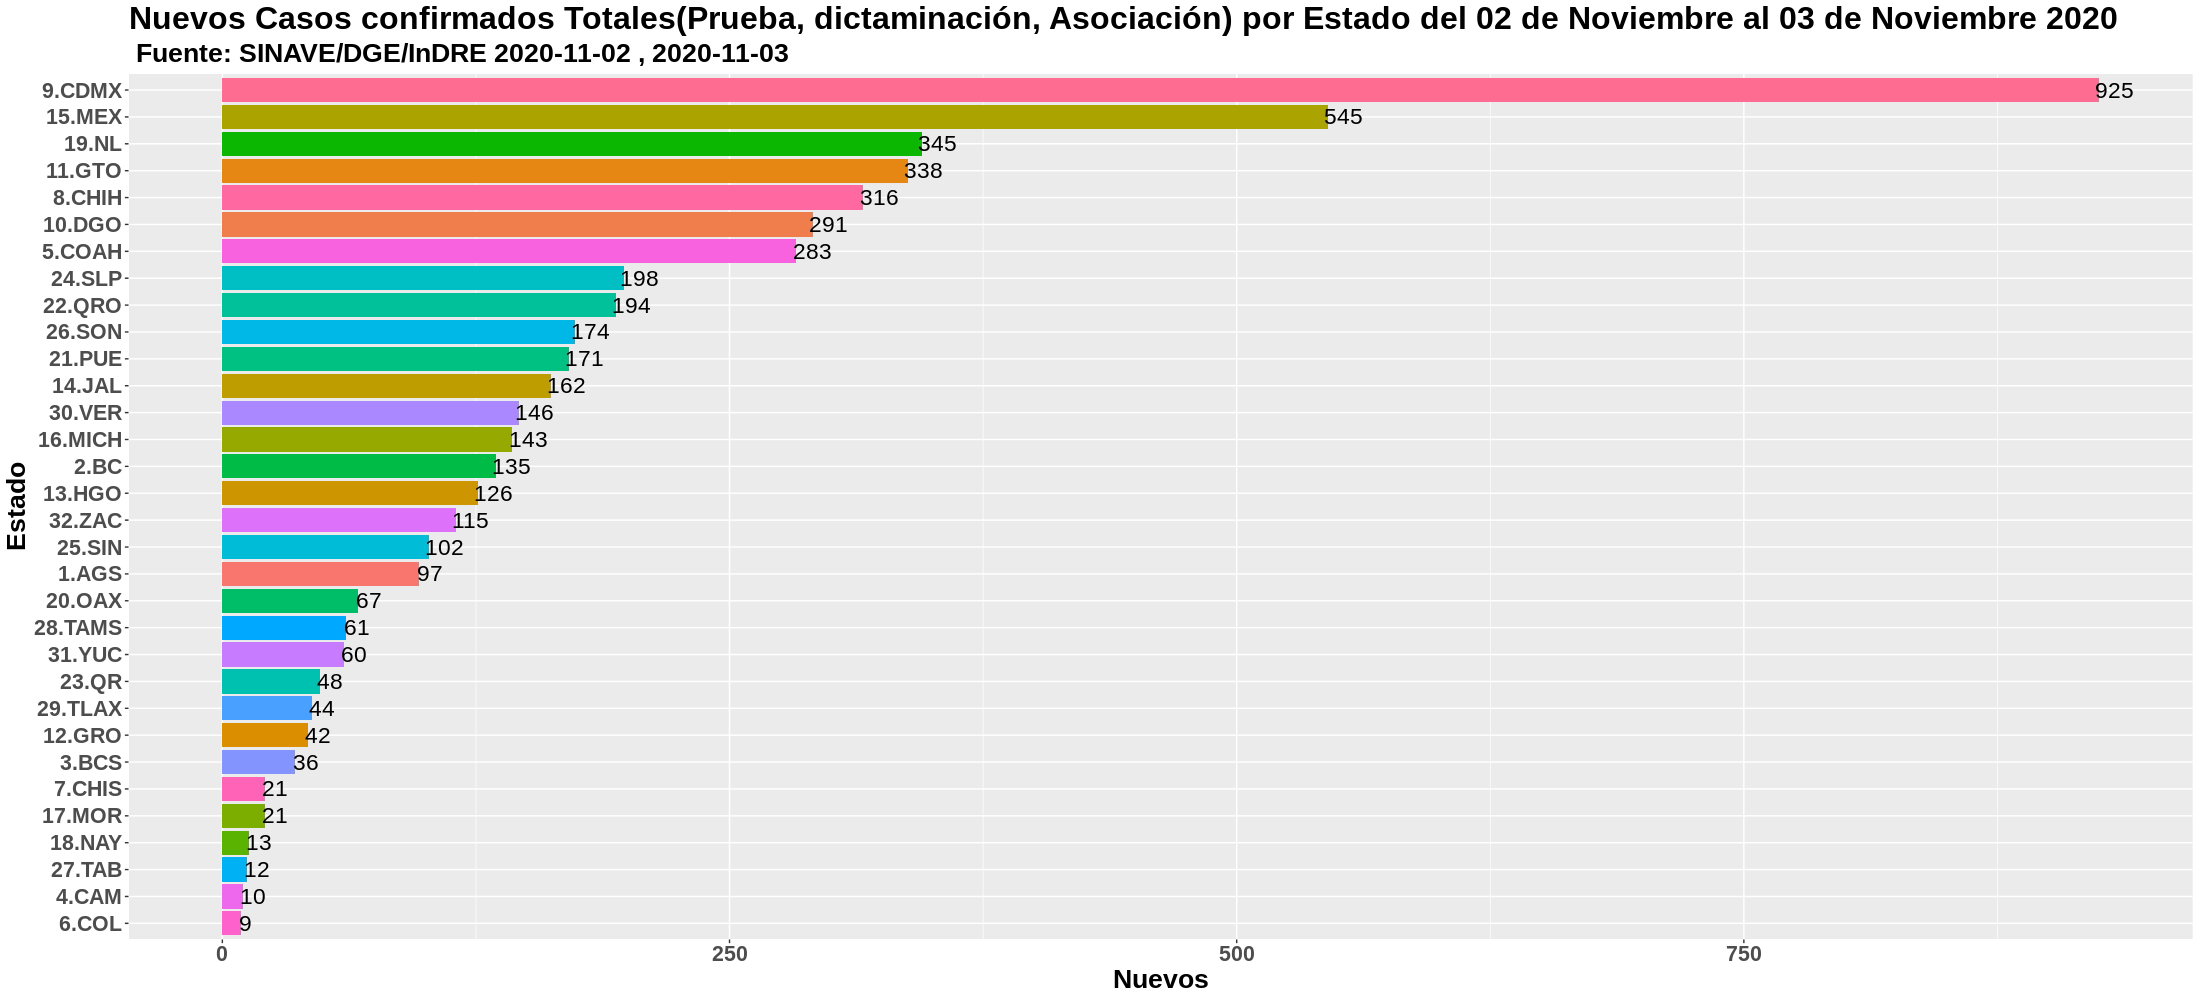 Nuevos Casos confirmados Totales(Prueba, dictaminación, Asociación) por Estado del 02 de Noviembre al 03 de Noviembre 2020
Fuente: SINAVE/DGE/InDRE 2020-11-02 , 2020-11-03
9.CDMX 925
15.MEX 545
19.NL 345
11.GTO 338
8.CHIH 316
10.DGO 291
5.COAH 283
24.SLP 198
22.QRO 194
26.SON 174
21.PUE 171
14.JAL 162
30.VER 146
16.MICH 143
2.BC 135
13.HGO 126
32.ZAC 115
25.SIN 102
1.AGS 97
20.OAX 67
28.TAMS 61
31.YUC 60
23.QR 48
29.TLAX 44
12.GRO 42
3.BCS 36
7.CHIS 21
17.MOR 21
18.NAY 13
27.TAB 12
4.CAM 10
6.COL 9
Estado
0 250 500 750
Nuevos